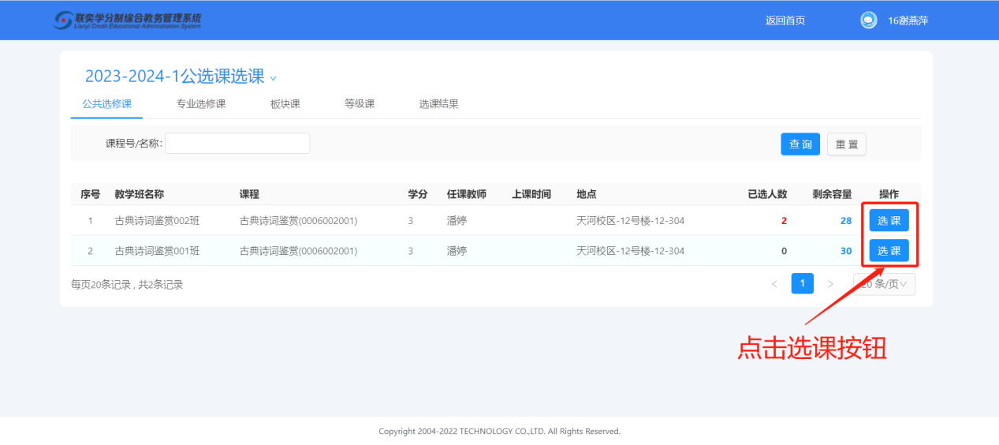 联奕学分制综合教务管理系统 返回首页 16谢燕萍
Lianyi Credit Educational Administration System
2023-2024-1公选课选课
公共选修课 专业选修课 板块课 等级课 选课结果
课程号/名称: 查 询 重 置
序号 教学班名称 课程 学分 任课教师 上课时间 地点 已选人数 剩余容量 操作
1 古典诗词鉴赏002班 古典诗词鉴赏(0006002001) 3 潘婷 天河校区-12号楼-12-304 2 28 选 课
2 古典诗词鉴赏001班 古典诗词鉴赏(0006002001) 3 潘婷 天河校区-12号楼-12-304 0 30 选 课
每页20条记录 , 共2条记录 < 1 > 20 条/页
点击选课按钮
Copyright 2004-2022 TECHNOLOGY CO.,LTD. All Rights Reserved.